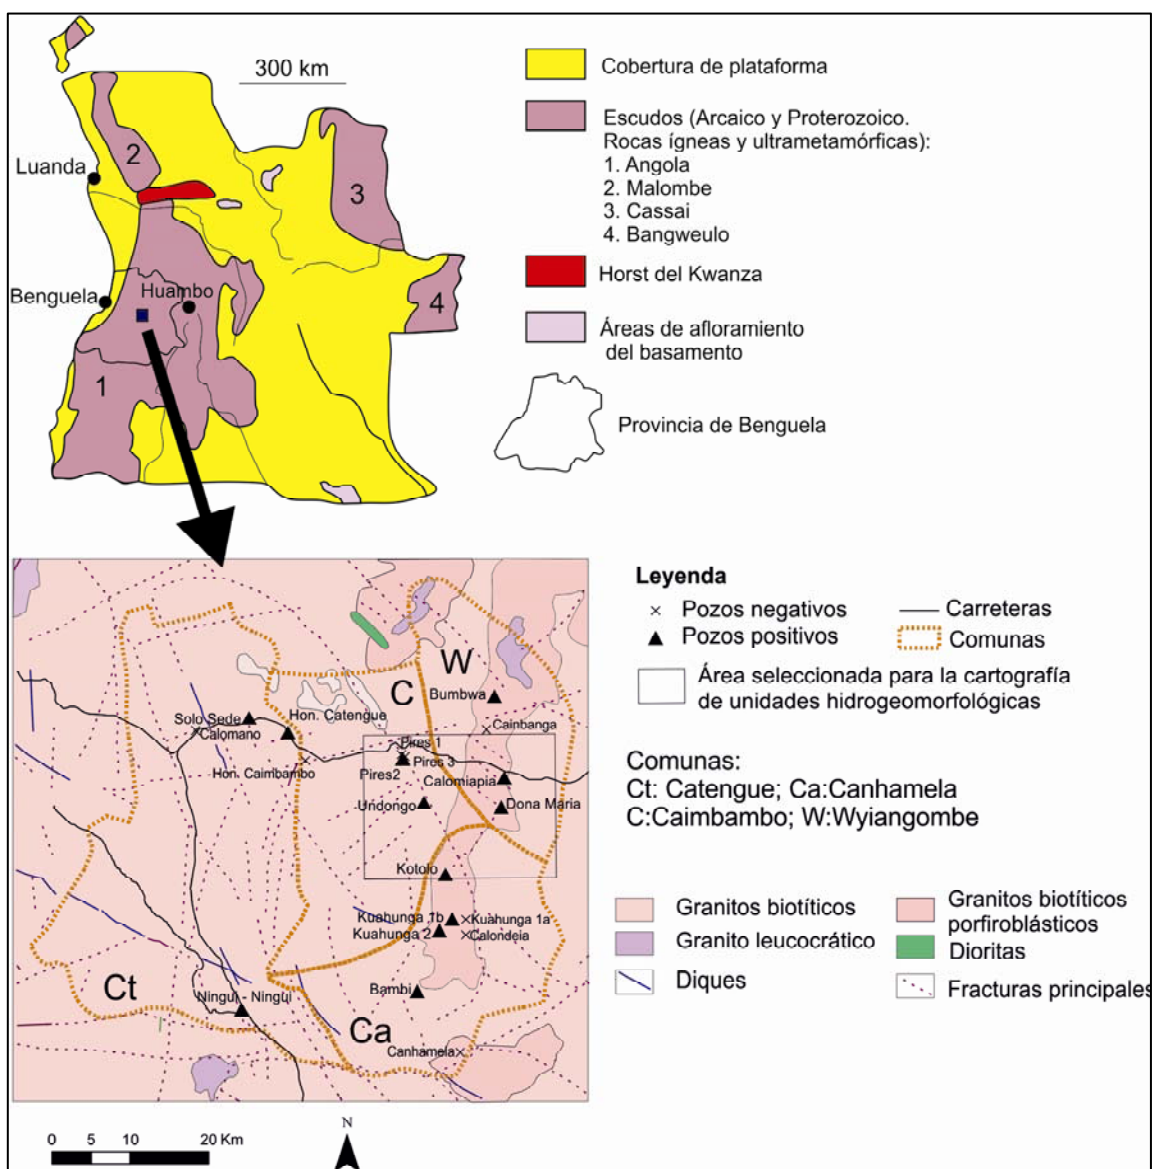 300 km
Luanda
Benguela
Huambo
1
2
3
4
Cobertura de plataforma
Escudos (Arcaico y Proterozoico.
Rocas ígneas y ultrametamórficas):
1. Angola
2. Malombe
3. Cassai
4. Bangweulo
Horst del Kwanza
Áreas de afloramiento
del basamento
Provincia de Benguela
W
C
Bumbwa
Cainbanga
Solo Sede
Calomano
Hon. Catengue
Hon. Caimbambo
Pires 1
Pires 3
Pires2
Calomiapia
Undongo
Dona Maria
Kotolo
Kuahunga 1b
Kuahunga 1a
Kuahunga 2
Calondeia
Bambi
Ct
Ningüi - Ningüi
Ca
Canhamela
0 5 10 20 Km
N
Leyenda
Pozos negativos
Carreteras
Pozos positivos
Comunas
Área seleccionada para la cartografía
de unidades hidrogeomorfológicas
Comunas:
Ct: Catengue; Ca:Canhamela
C:Caimbambo; W:Wyiangombe
Granitos biotíticos
Granitos biotíticos
porfiroblásticos
Granito leucocrático
Dioritas
Diques
Fracturas principales